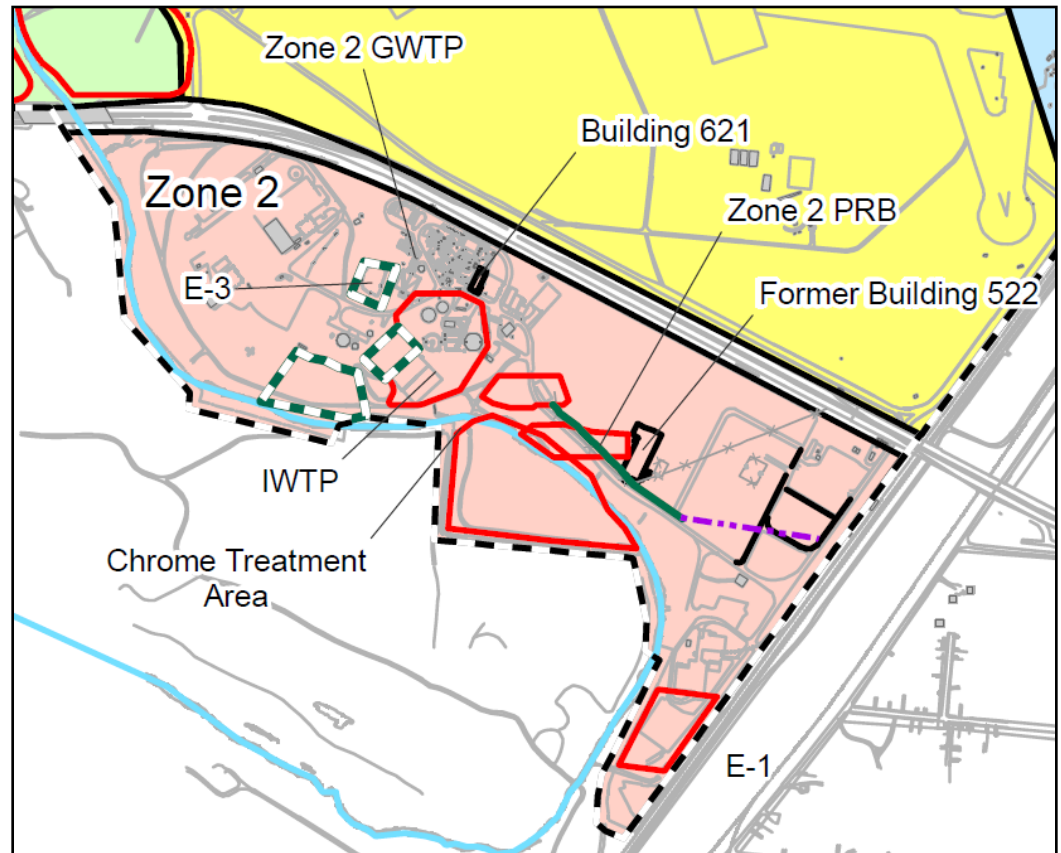 Zone 2 GWTP
Building 621
Zone 2
Zone 2 PRB
E-3
Former Building 522
IWTP
Chrome Treatment
Area
E-1